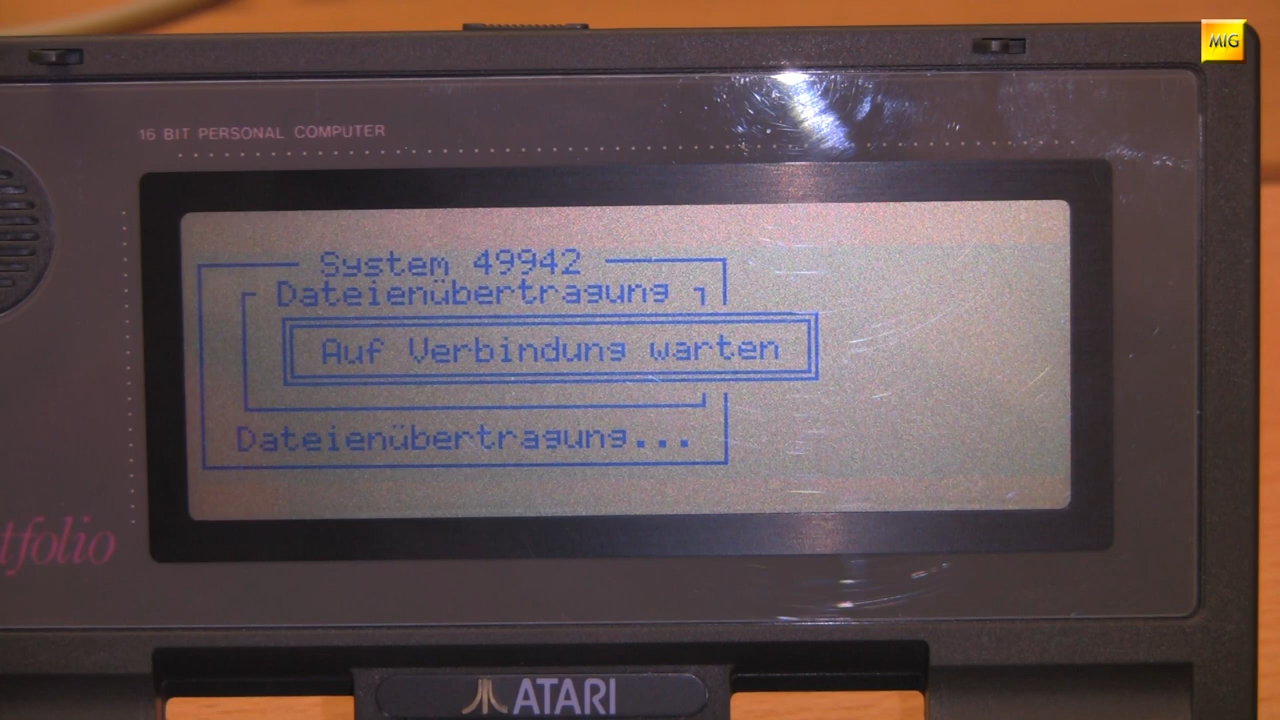 MIG
16 BIT PERSONAL COMPUTER
System 49942
Dateienübertragung
Auf Verbindung warten
Dateienübertragung...
tfolio
ATARI